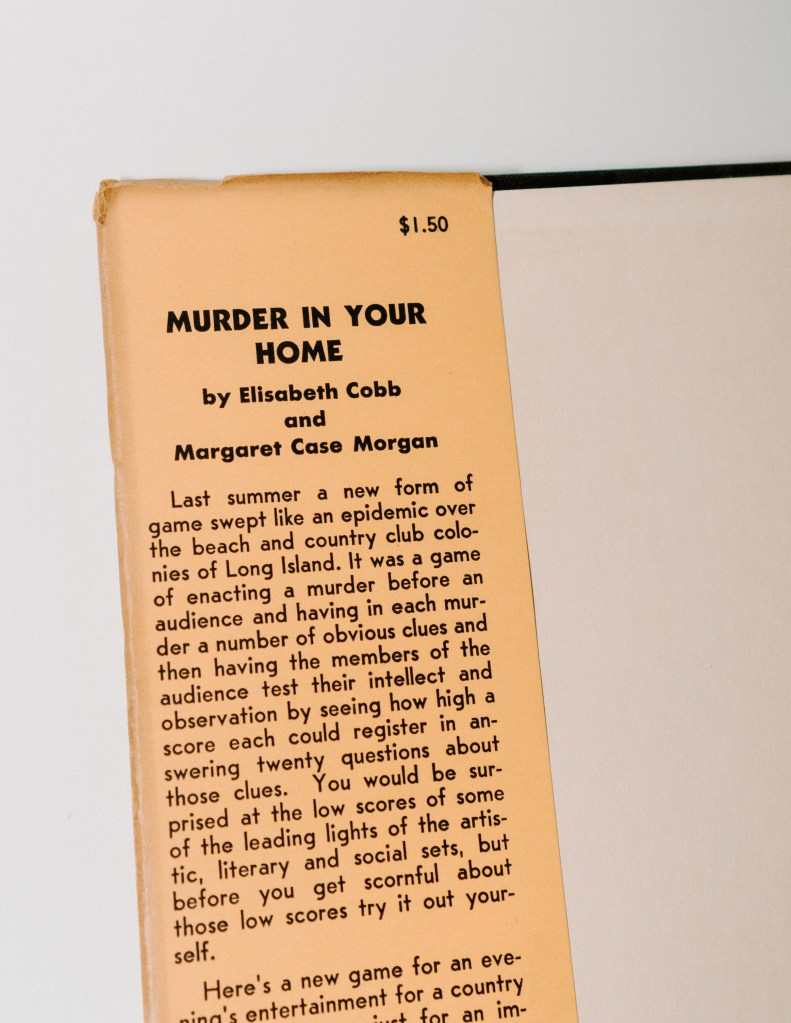 $1.50
MURDER IN YOUR
HOME
by Elisabeth Cobb
and
Margaret Case Morgan
Last summer a new form of
game swept like an epidemic over
the beach and country club colo-
nies of Long Island. It was a game
of enacting a murder before an
audience and having in each mur-
der a number of obvious clues and
then having the members of the
audience test their intellect and
observation by seeing how high a
score each could register in an-
swering twenty questions about
those clues. You would be sur-
prised at the low scores of some
of the leading lights of the artis-
tic, literary and social sets, but
before you get scornful about
those low scores try it out your-
self.
Here's a new game for an eve-
ning's entertainment for a country
just for an im-